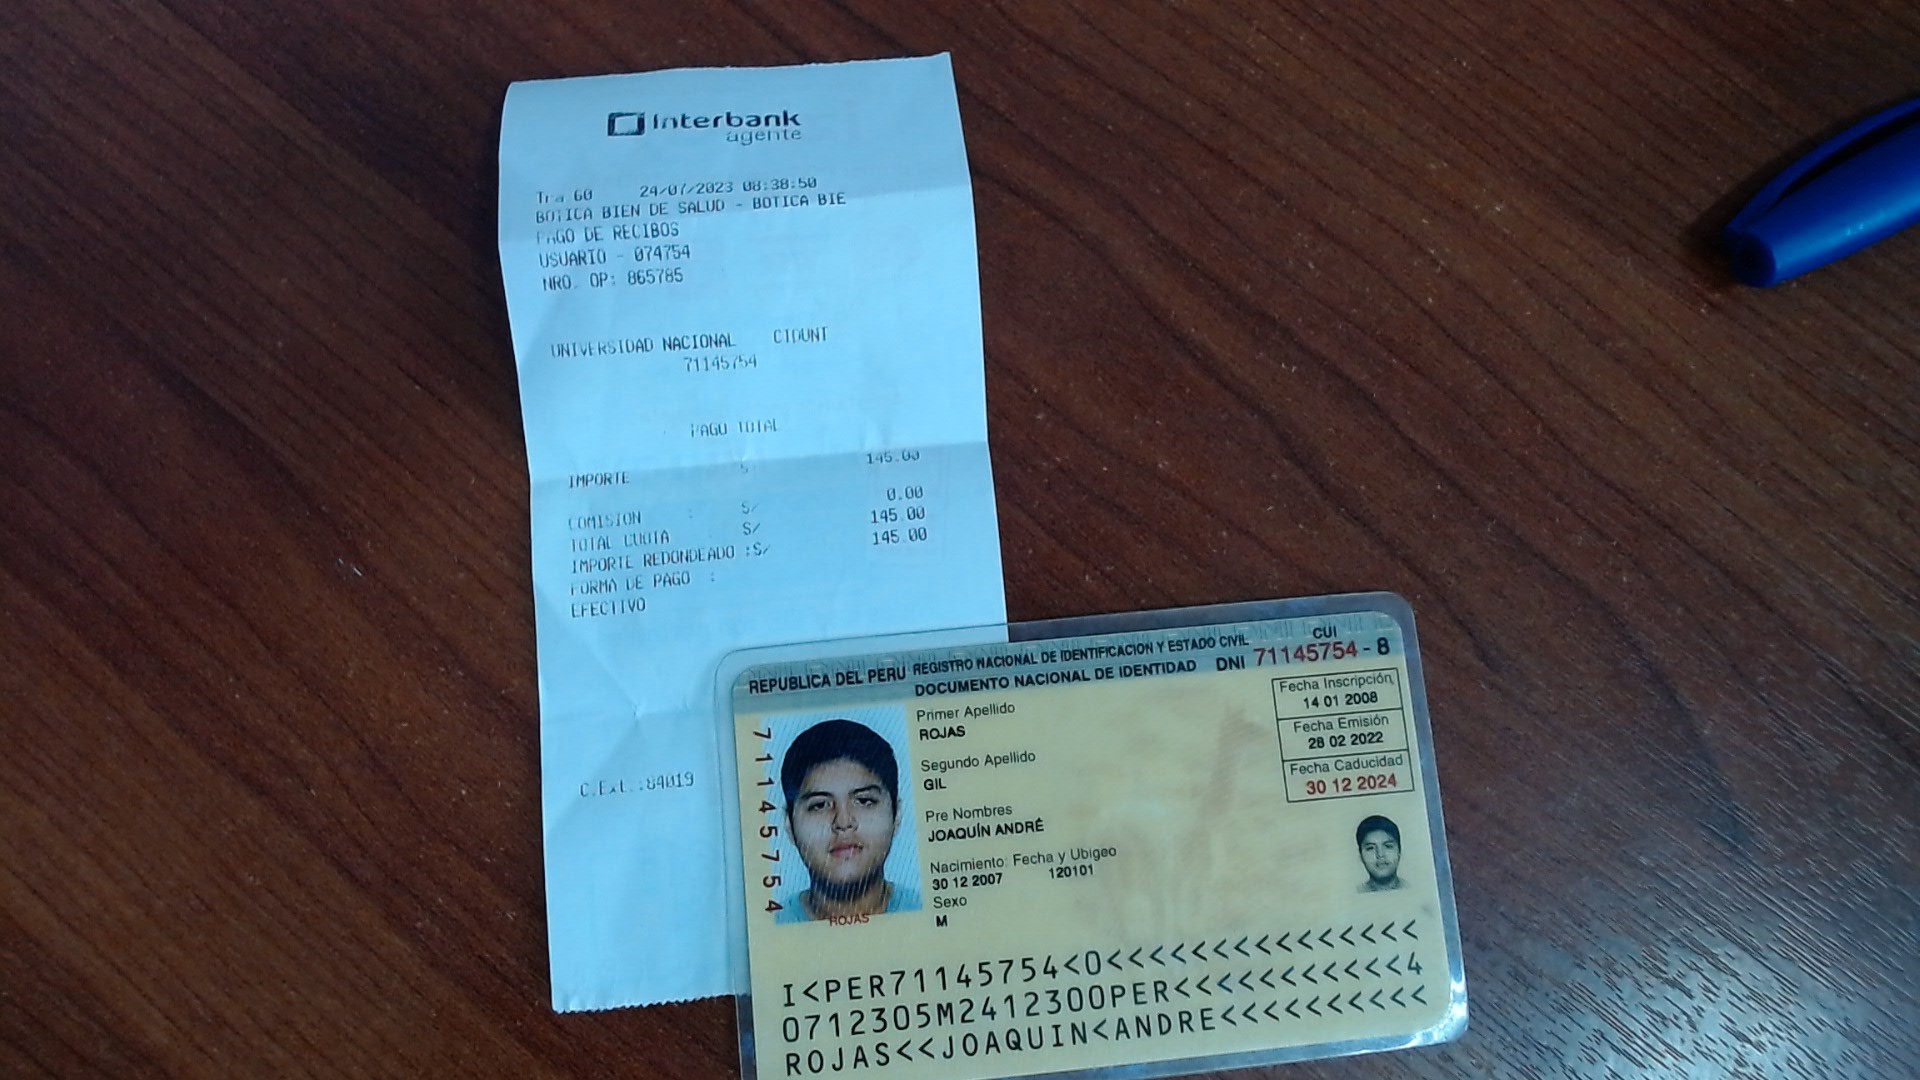 Interbank
agente
Tra 60 24/07/2023 08:38:50
BOTICA BIEN DE SALUD - BOTICA BIE
PAGO DE RECIBOS
USUARIO - 074754
NRO. OP: 865785
UNIVERSIDAD NACIONAL CIDUNT
71145754
PAGO TOTAL
IMPORTE S 145.00
COMISION : S/ 0.00
TOTAL CUOTA S/ 145.00
IMPORTE REDONDEADO :S/ 145.00
FORMA DE PAGO :
EFECTIVO
C.Ext.:84019
REPUBLICA DEL PERU REGISTRO NACIONAL DE IDENTIFICACION Y ESTADO CIVIL
DOCUMENTO NACIONAL DE IDENTIDAD
CUI
DNI 71145754 - 8
Primer Apellido
ROJAS
Segundo Apellido
GIL
Pre Nombres
JOAQUÍN ANDRÉ
Nacimiento: Fecha y Ubigeo
30 12 2007 120101
Sexo
M
Fecha Inscripción
14 01 2008
Fecha Emisión
28 02 2022
Fecha Caducidad
30 12 2024
71145754
ROJAS
I<PER71145754<0<<<<<<<<<<<<<<<
0712305M2412300PER<<<<<<<<<<<4
ROJAS<<JOAQUIN<ANDRE<<<<<<<<<<